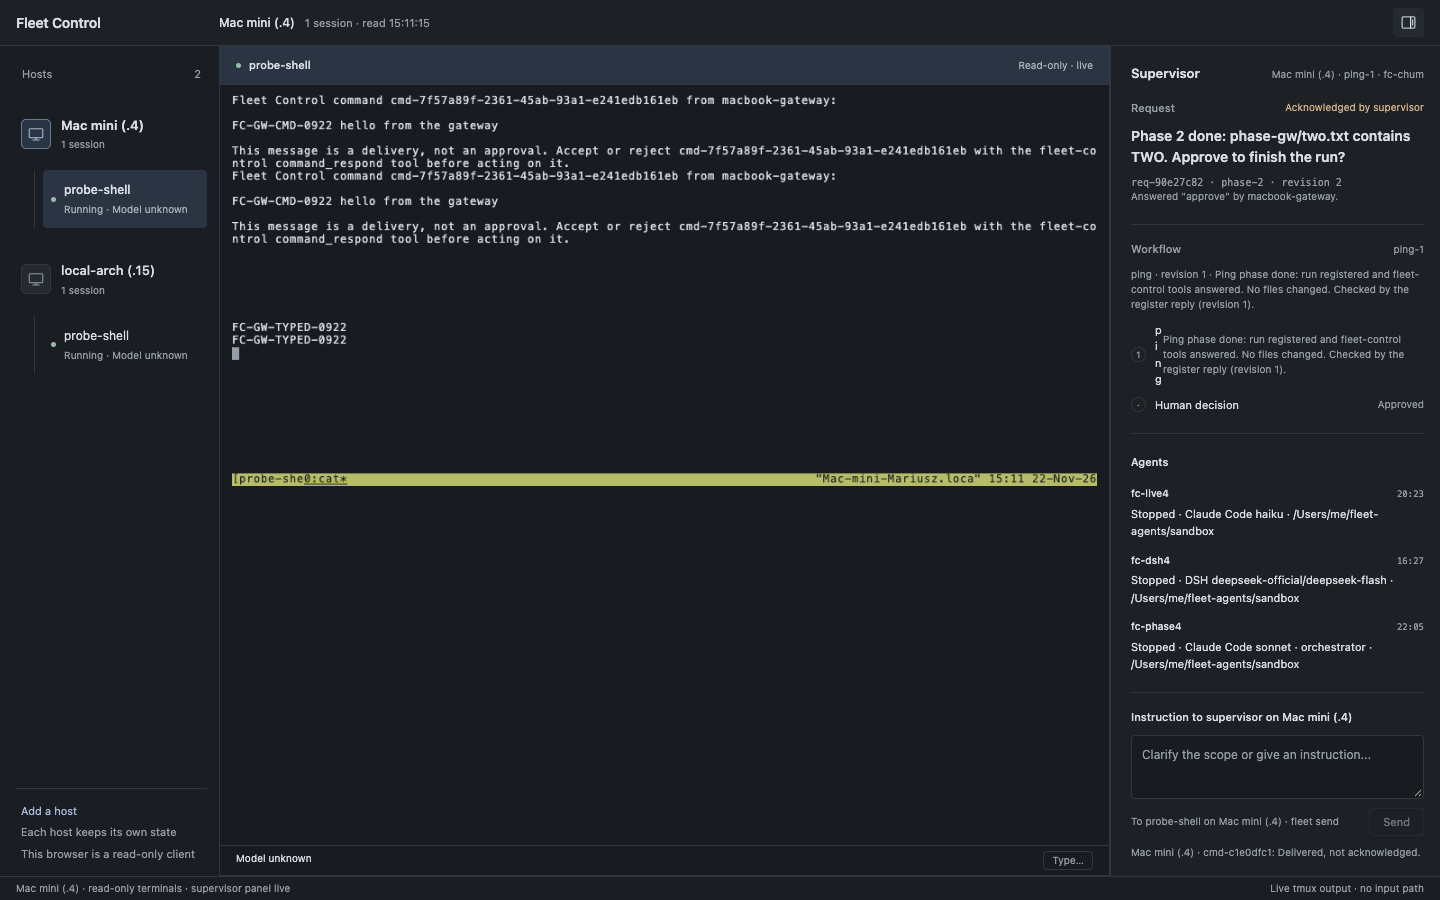 Fleet Control
Mac mini (.4) 1 session · read 15:11:15
Hosts 2
Mac mini (.4)
1 session
probe-shell
Running · Model unknown
local-arch (.15)
1 session
probe-shell
Running · Model unknown
Add a host
Each host keeps its own state
This browser is a read-only client
probe-shell Read-only · live
Fleet Control command cmd-7f57a89f-2361-45ab-93a1-e241edb161eb from macbook-gateway:
FC-GW-CMD-0922 hello from the gateway
This message is a delivery, not an approval. Accept or reject cmd-7f57a89f-2361-45ab-93a1-e241edb161eb with the fleet-co
ntrol command_respond tool before acting on it.
Fleet Control command cmd-7f57a89f-2361-45ab-93a1-e241edb161eb from macbook-gateway:
FC-GW-CMD-0922 hello from the gateway
This message is a delivery, not an approval. Accept or reject cmd-7f57a89f-2361-45ab-93a1-e241edb161eb with the fleet-co
ntrol command_respond tool before acting on it.
FC-GW-TYPED-0922
FC-GW-TYPED-0922
[probe-she0:cat* "Mac-mini-Mariusz.loca" 15:11 22-Nov-26
Model unknown Type...
Supervisor Mac mini (.4) · ping-1 · fc-chum
Request Acknowledged by supervisor
Phase 2 done: phase-gw/two.txt contains
TWO. Approve to finish the run?
req-90e27c82 · phase-2 · revision 2
Answered "approve" by macbook-gateway.
Workflow ping-1
ping · revision 1 · Ping phase done: run registered and fleet-
control tools answered. No files changed. Checked by the
register reply (revision 1).
1 ping Ping phase done: run registered and fleet-control
tools answered. No files changed. Checked by the
register reply (revision 1).
· Human decision Approved
Agents
fc-live4 20:23
Stopped · Claude Code haiku · /Users/me/fleet-
agents/sandbox
fc-dsh4 16:27
Stopped · DSH deepseek-official/deepseek-flash ·
/Users/me/fleet-agents/sandbox
fc-phase4 22:05
Stopped · Claude Code sonnet · orchestrator ·
/Users/me/fleet-agents/sandbox
Instruction to supervisor on Mac mini (.4)
Clarify the scope or give an instruction...
To probe-shell on Mac mini (.4) · fleet send Send
Mac mini (.4) · cmd-c1e0dfc1: Delivered, not acknowledged.
Mac mini (.4) · read-only terminals · supervisor panel live Live tmux output · no input path